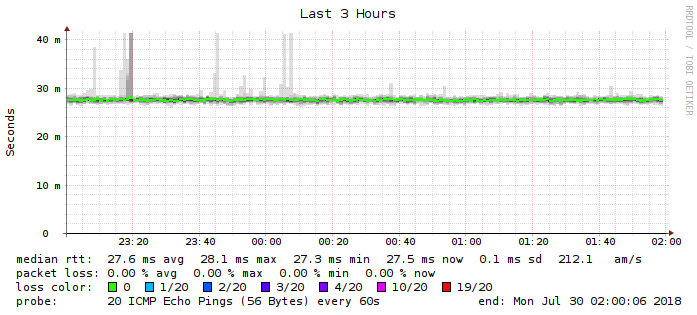 Last 3 Hours
RRDTOOL / TOBI OETIKER
Seconds
40 m
30 m
20 m
10 m
0
23:20 23:40 00:00 00:20 00:40 01:00 01:20 01:40 02:00
median rtt: 27.6 ms avg 28.1 ms max 27.3 ms min 27.5 ms now 0.1 ms sd 212.1 am/s
packet loss: 0.00 % avg 0.00 % max 0.00 % min 0.00 % now
loss color: 0 1/20 2/20 3/20 4/20 10/20 19/20
probe: 20 ICMP Echo Pings (56 Bytes) every 60s end: Mon Jul 30 02:00:06 2018